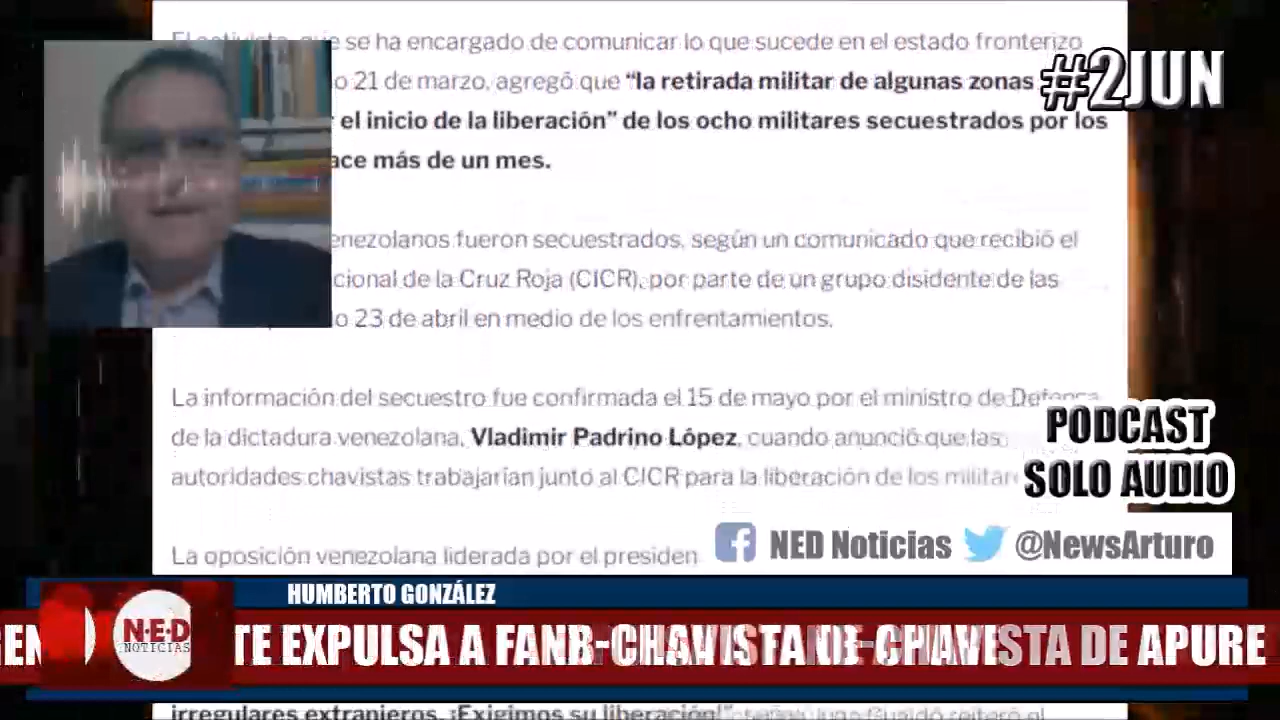 El activista, que se ha encargado de comunicar lo que sucede en el estado fronterizo
o 21 de marzo, agregó que “la retirada militar de algunas zonas
el inicio de la liberación” de los ocho militares secuestrados por los
ace más de un mes.
enezolanos fueron secuestrados, según un comunicado que recibió el
cional de la Cruz Roja (CICR), por parte de un grupo disidente de las
o 23 de abril en medio de los enfrentamientos.
La información del secuestro fue confirmada el 15 de mayo por el ministro de Defensa
de la dictadura venezolana, Vladimir Padrino López, cuando anunció que las
autoridades chavistas trabajarían junto al CICR para la liberación de los militar
La oposición venezolana liderada por el presiden
#2JUN
PODCAST
SOLO AUDIO
NED Noticias @NewsArturo
HUMBERTO GONZÁLEZ
N·E·D
NOTICIAS
TE EXPULSA A FANB-CHAVISTA DE APURE
irregulares extranjeros. ¡Exigimos su liberación!”